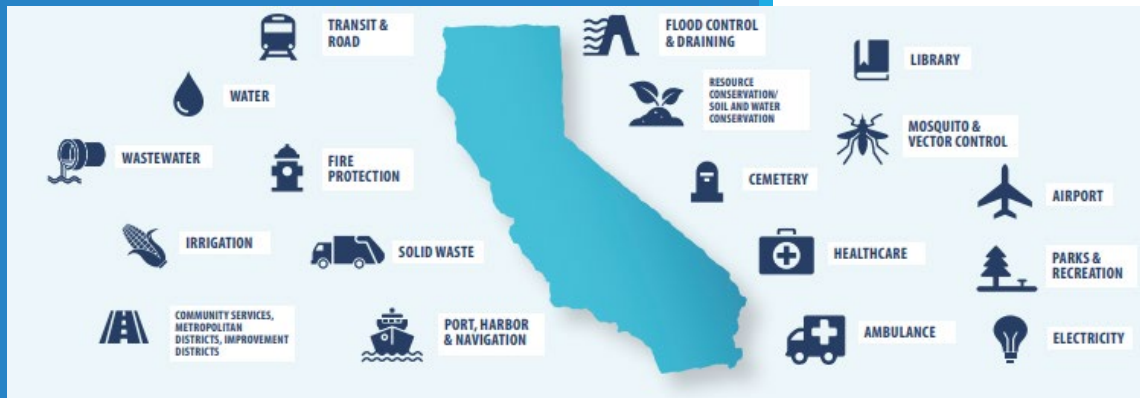 TRANSIT &
ROAD
FLOOD CONTROL
& DRAINING
LIBRARY
WATER
RESOURCE
CONSERVATION/
SOIL AND WATER
CONSERVATION
MOSQUITO &
VECTOR CONTROL
WASTEWATER
FIRE
PROTECTION
CEMETERY
AIRPORT
IRRIGATION
SOLID WASTE
HEALTHCARE
PARKS &
RECREATION
COMMUNITY SERVICES,
METROPOLITAN
DISTRICTS, IMPROVEMENT
DISTRICTS
PORT, HARBOR
& NAVIGATION
AMBULANCE
ELECTRICITY